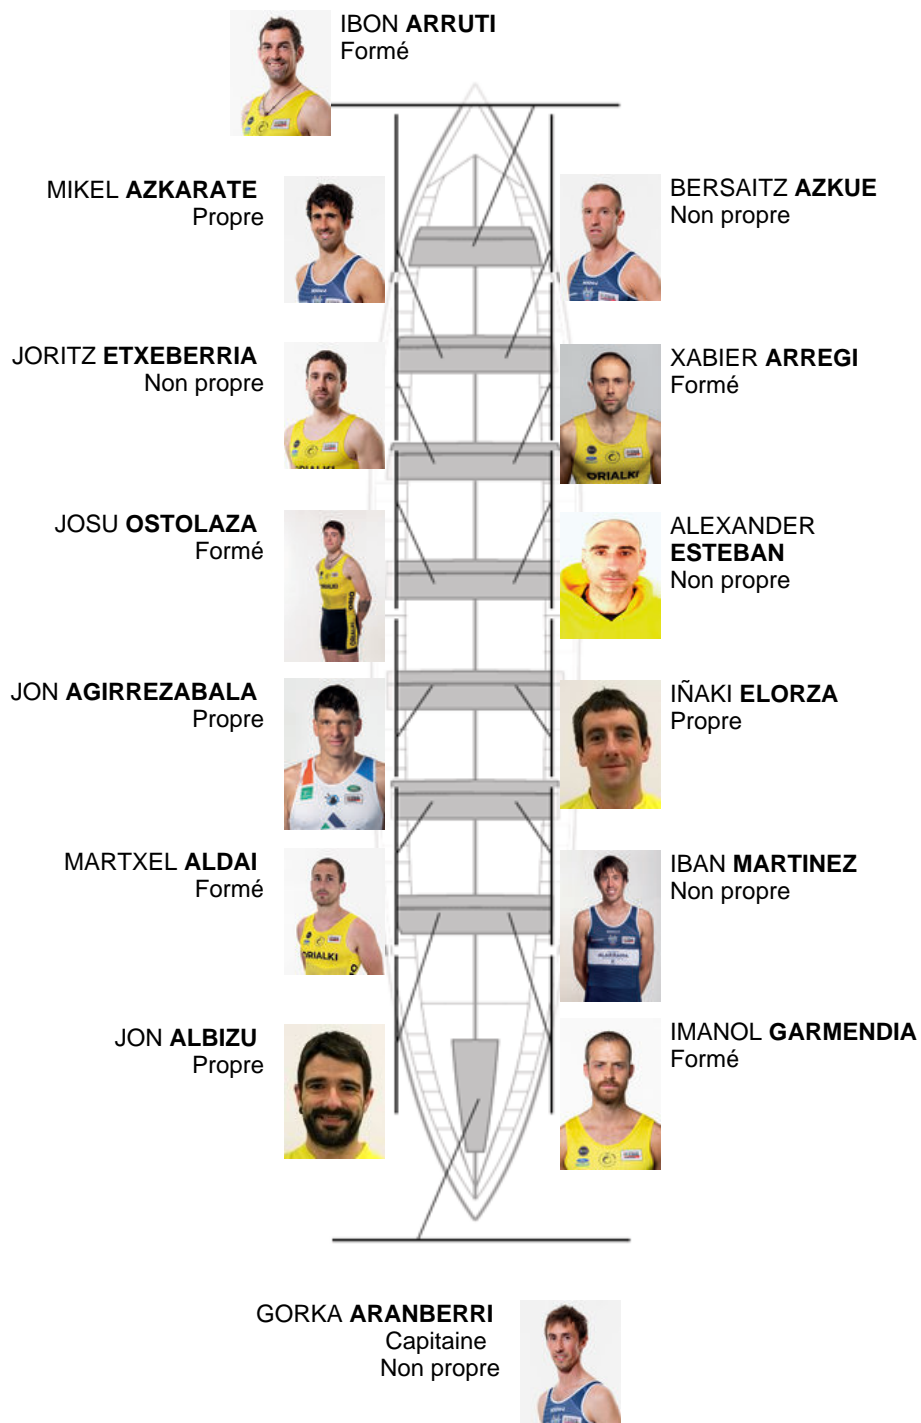 IBON ARRUTI
Formé
MIKEL AZKARATE
Propre
BERSAITZ AZKUE
Non propre
JORITZ ETXEBERRIA
Non propre
XABIER ARREGI
Formé
ORIALKI
JOSU OSTOLAZA
Formé
ALEXANDER
ESTEBAN
Non propre
JON AGIRREZABALA
Propre
IÑAKI ELORZA
Propre
MARTXEL ALDAI
Formé
ORIALKI
IBAN MARTINEZ
Non propre
JON ALBIZU
Propre
IMANOL GARMENDIA
Formé
GORKA ARANBERRI
Capitaine
Non propre